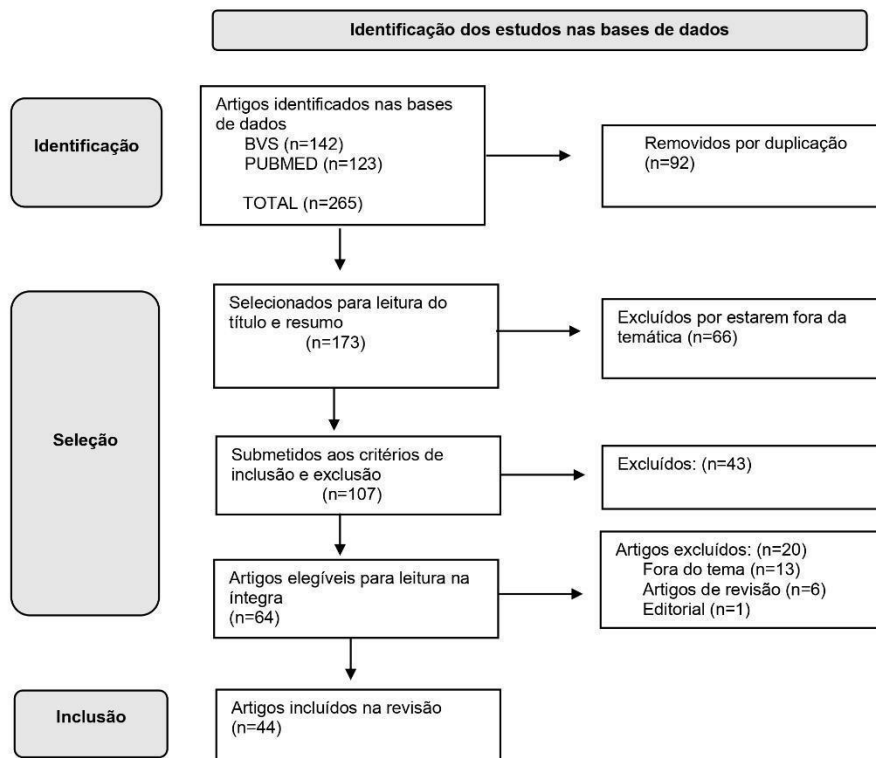 Identificação dos estudos nas bases de dados
Identificação
Artigos identificados nas bases
de dados
BVS (n=142)
PUBMED (n=123)
TOTAL (n=265)
Removidos por duplicação
(n=92)
Seleção
Selecionados para leitura do
título e resumo
(n=173)
Excluídos por estarem fora da
temática (n=66)
Submetidos aos critérios de
inclusão e exclusão
(n=107)
Excluídos: (n=43)
Artigos elegíveis para leitura na
íntegra
(n=64)
Artigos excluídos: (n=20)
Fora do tema (n=13)
Artigos de revisão (n=6)
Editorial (n=1)
Inclusão
Artigos incluídos na revisão
(n=44)